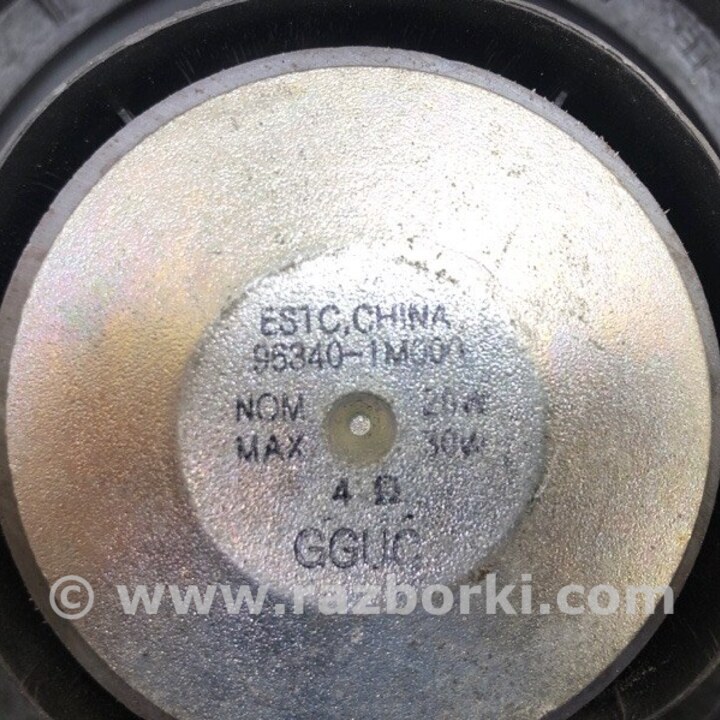 ESTC,CHINA
96340-1M000
NOM 20W
MAX 30W
4 Ω
GGUC
© www.razborki.com